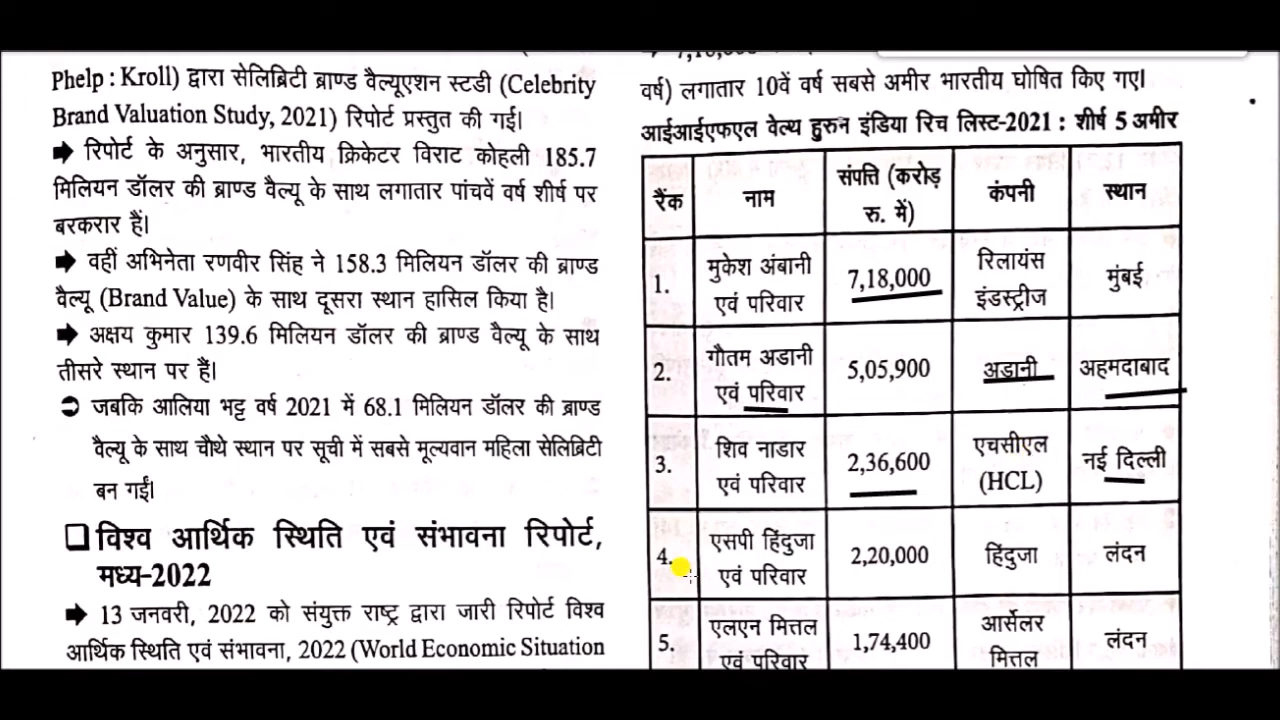 Phelp : Kroll) द्वारा सेलिब्रिटी ब्राण्ड वैल्यूएशन स्टडी (Celebrity
Brand Valuation Study, 2021) रिपोर्ट प्रस्तुत की गई।
➡ रिपोर्ट के अनुसार, भारतीय क्रिकेटर विराट कोहली 185.7
मिलियन डॉलर की ब्राण्ड वैल्यू के साथ लगातार पांचवें वर्ष शीर्ष पर
बरकरार हैं।
➡ वहीं अभिनेता रणवीर सिंह ने 158.3 मिलियन डॉलर की ब्राण्ड
वैल्यू (Brand Value) के साथ दूसरा स्थान हासिल किया है।
➡ अक्षय कुमार 139.6 मिलियन डॉलर की ब्राण्ड वैल्यू के साथ
तीसरे स्थान पर हैं।
➲ जबकि आलिया भट्ट वर्ष 2021 में 68.1 मिलियन डॉलर की ब्राण्ड
वैल्यू के साथ चौथे स्थान पर सूची में सबसे मूल्यवान महिला सेलिब्रिटी
बन गईं।
❑ विश्व आर्थिक स्थिति एवं संभावना रिपोर्ट,
मध्य-2022
➡ 13 जनवरी, 2022 को संयुक्त राष्ट्र द्वारा जारी रिपोर्ट विश्व
आर्थिक स्थिति एवं संभावना, 2022 (World Economic Situation
वर्ष) लगातार 10वें वर्ष सबसे अमीर भारतीय घोषित किए गए।
आईआईएफएल वेल्थ हुरुन इंडिया रिच लिस्ट-2021 : शीर्ष 5 अमीर
रैंक नाम संपति (करोड़ रु. में) कंपनी स्थान
1. मुकेश अंबानी एवं परिवार 7,18,000 रिलायंस इंडस्ट्रीज मुंबई
2. गौतम अडानी एवं परिवार 5,05,900 अडानी अहमदाबाद
3. शिव नाडार एवं परिवार 2,36,600 एचसीएल (HCL) नई दिल्ली
4. एसपी हिंदुजा एवं परिवार 2,20,000 हिंदुजा लंदन
5. एलएन मित्तल एवं परिवार 1,74,400 आर्सेलर मित्तल लंदन